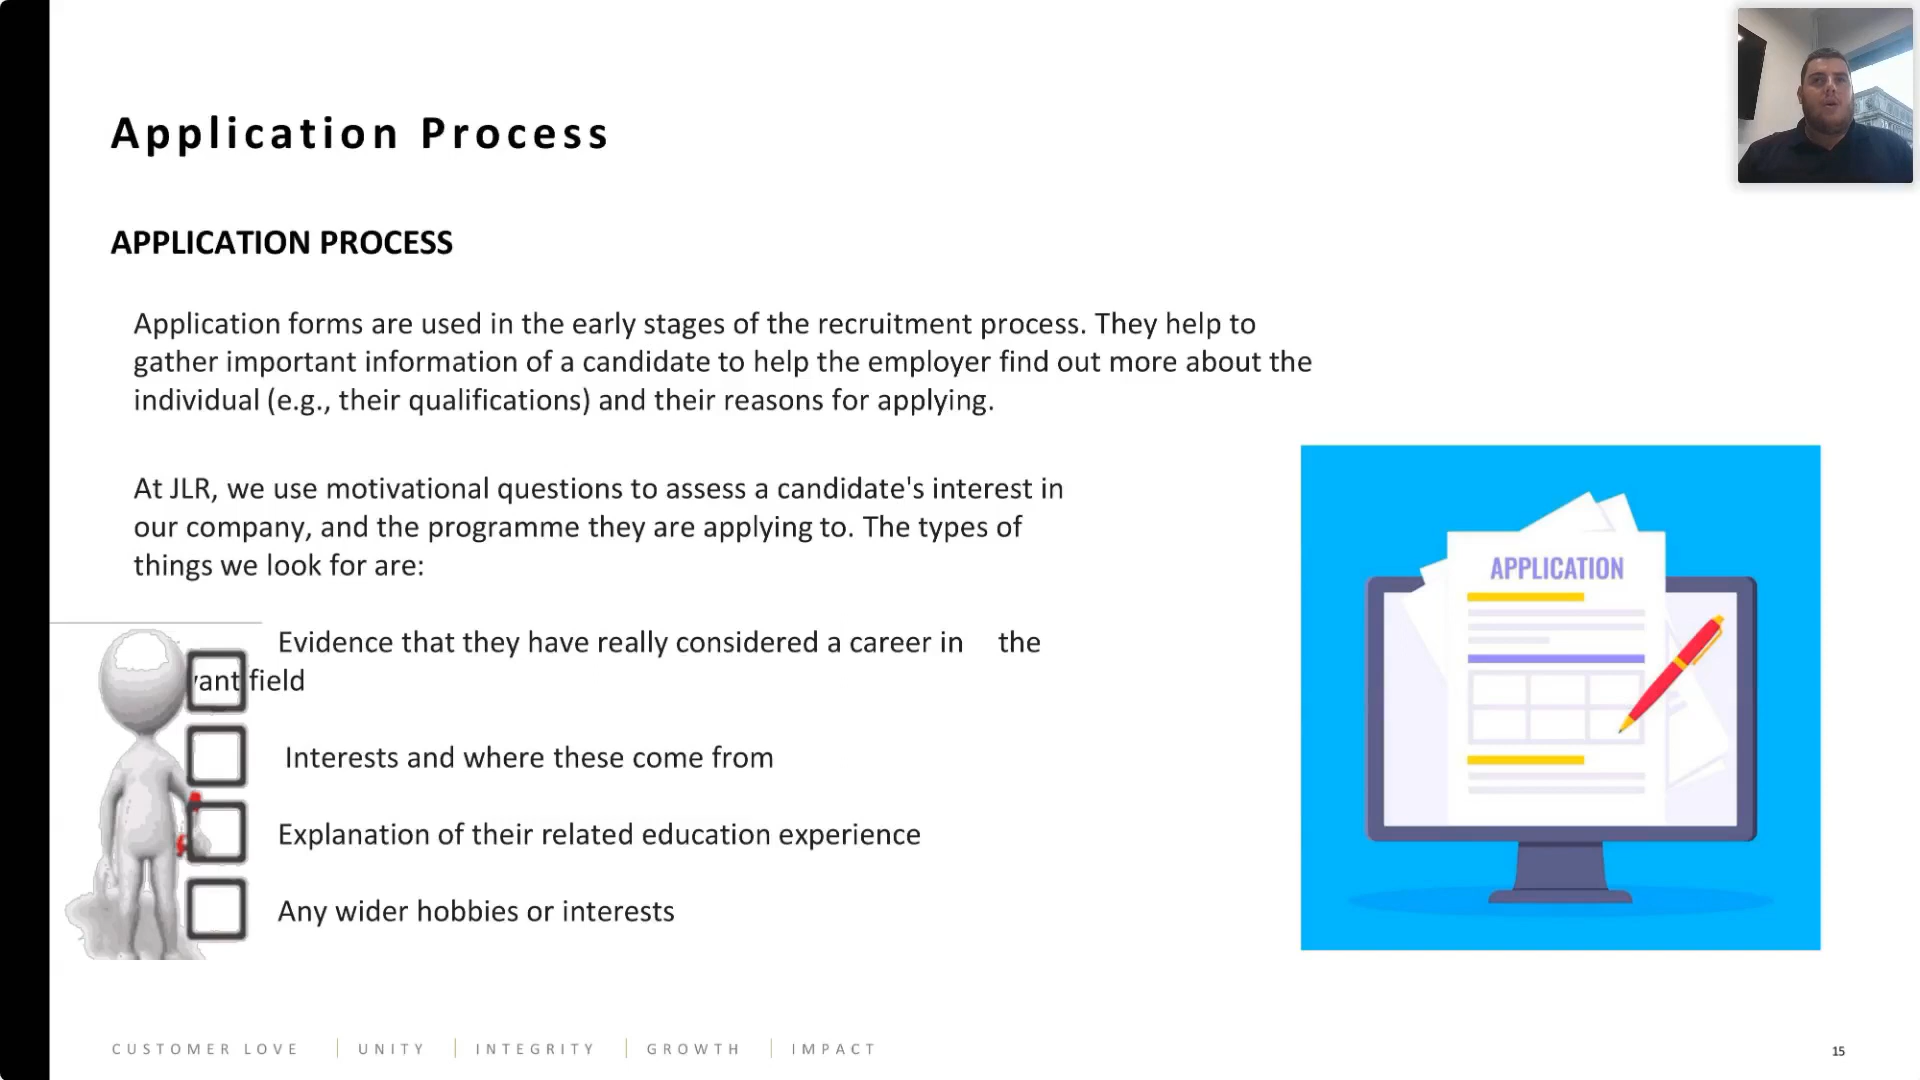 Application Process
APPLICATION PROCESS
Application forms are used in the early stages of the recruitment process. They help to
gather important information of a candidate to help the employer find out more about the
individual (e.g., their qualifications) and their reasons for applying.
At JLR, we use motivational questions to assess a candidate's interest in
our company, and the programme they are applying to. The types of
things we look for are:
Evidence that they have really considered a career in the
field
Interests and where these come from
Explanation of their related education experience
Any wider hobbies or interests
APPLICATION
CUSTOMER LOVE | UNITY | INTEGRITY | GROWTH | IMPACT
15